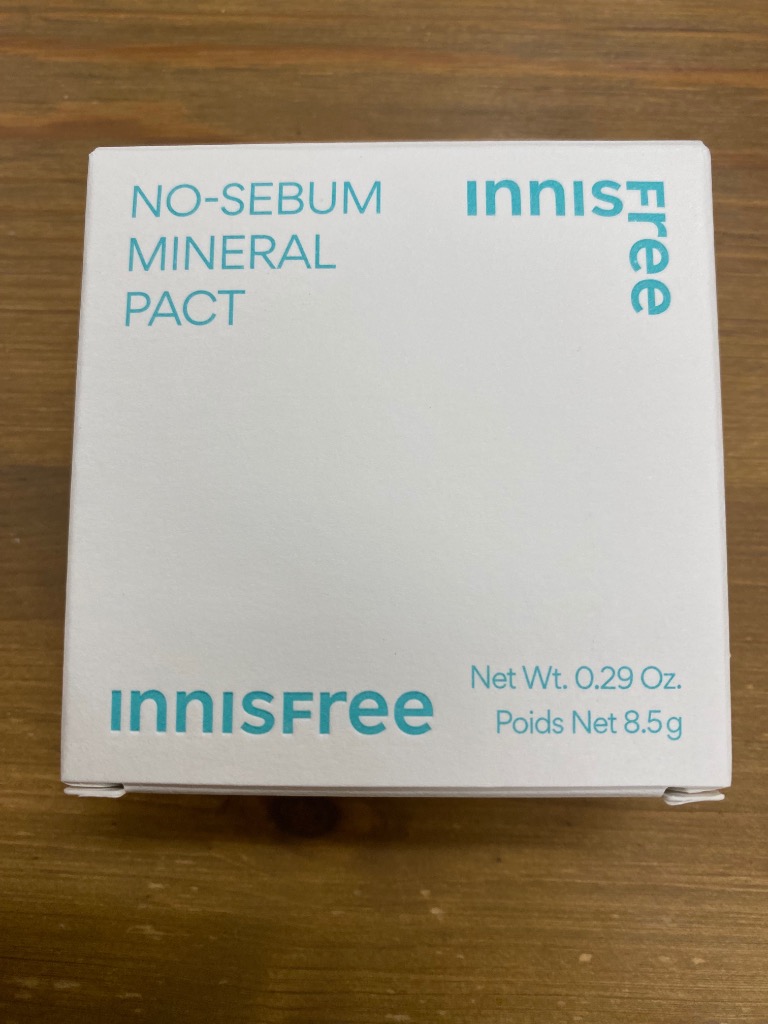 NO-SEBUM
MINERAL
PACT
INNISFree
INNISFree
Net Wt. 0.29 Oz.
Poids Net 8.5g